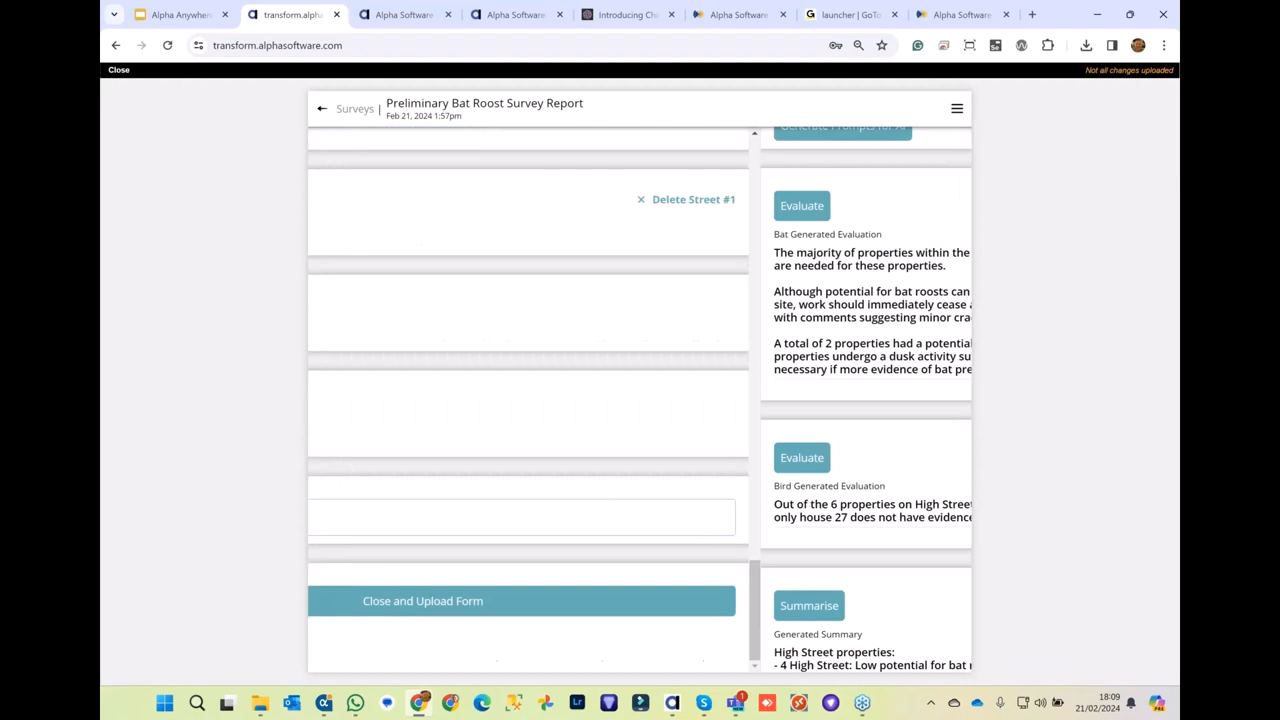 Alpha Anywhere
transform.alpha
Alpha Software
Alpha Software
Introducing Ch
Alpha Software
launcher | GoTo
Alpha Software
transform.alphasoftware.com
Close
Not all changes uploaded
Surveys | Preliminary Bat Roost Survey Report
Feb 21, 2024 1:57pm
Generate Prompts for AI
× Delete Street #1
Evaluate
Bat Generated Evaluation
The majority of properties within the
are needed for these properties.
Although potential for bat roosts can
site, work should immediately cease a
with comments suggesting minor cra
A total of 2 properties had a potential
properties undergo a dusk activity su
necessary if more evidence of bat pre
Evaluate
Bird Generated Evaluation
Out of the 6 properties on High Street
only house 27 does not have evidence
Close and Upload Form
Summarise
Generated Summary
High Street properties:
- 4 High Street: Low potential for bat r
18:09
21/02/2024